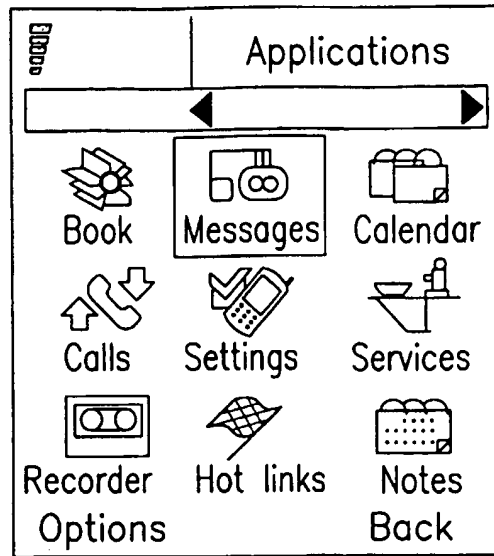 Applications
Book Messages Calendar
Calls Settings Services
Recorder Hot links Notes
Options Back